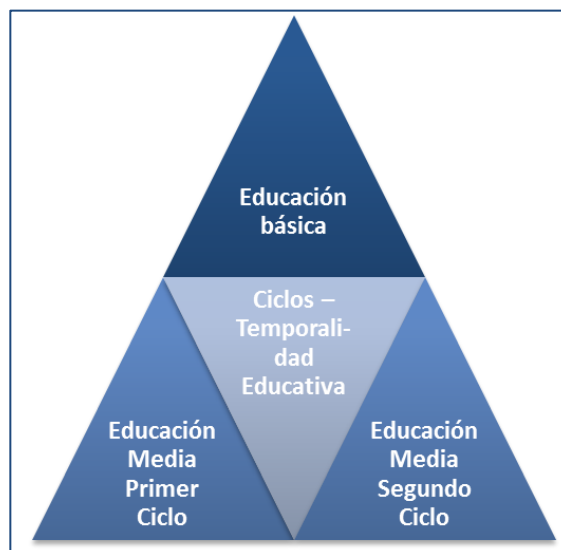 Educación
básica
Ciclos –
Temporali-
dad
Educativa
Educación
Media
Primer
Ciclo
Educación
Media
Segundo
Ciclo